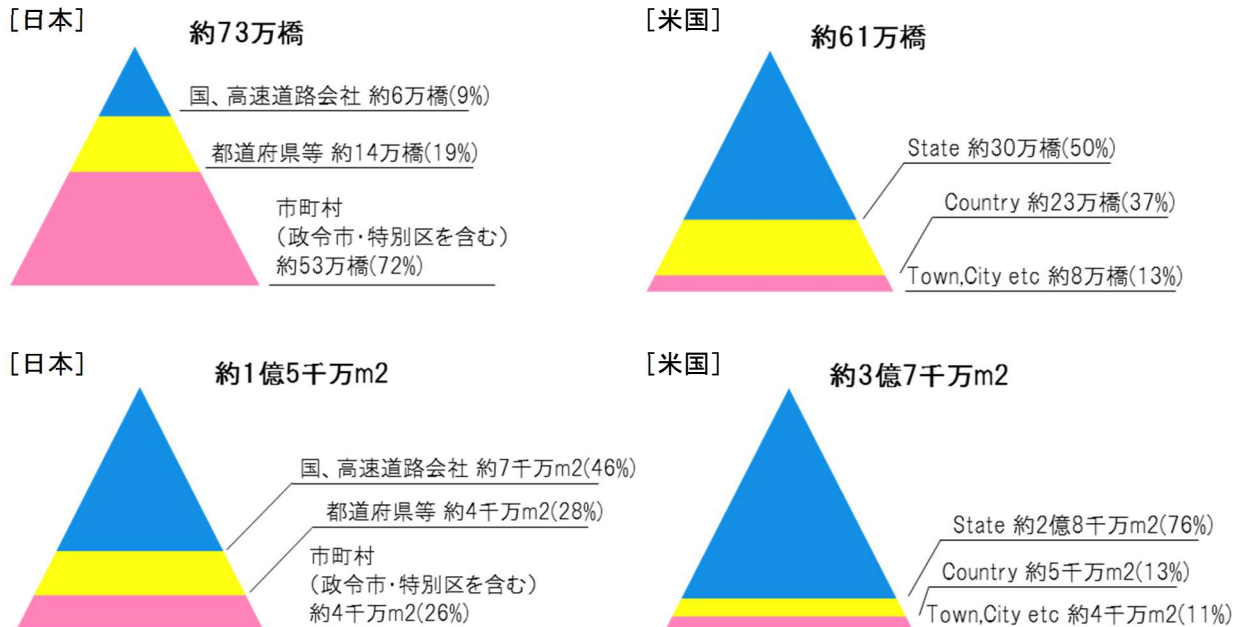 [日本]
約73万橋
国、高速道路会社 約6万橋(9%)
都道府県等 約14万橋(19%)
市町村
(政令市・特別区を含む)
約53万橋(72%)
[米国]
約61万橋
State 約30万橋(50%)
Country 約23万橋(37%)
Town,City etc 約8万橋(13%)
[日本]
約1億5千万m2
国、高速道路会社 約7千万m2(46%)
都道府県等 約4千万m2(28%)
市町村
(政令市・特別区を含む)
約4千万m2(26%)
[米国]
約3億7千万m2
State 約2億8千万m2(76%)
Country 約5千万m2(13%)
Town,City etc 約4千万m2(11%)